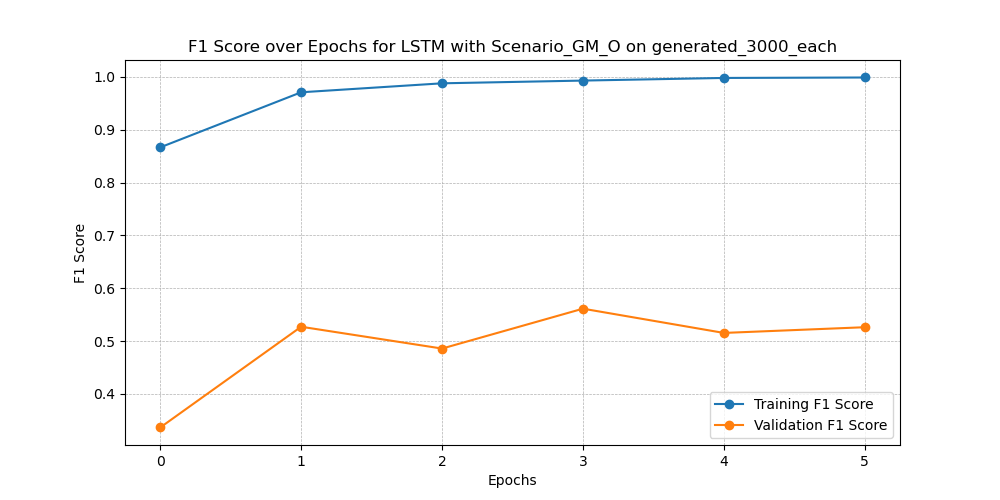 F1 Score over Epochs for LSTM with Scenario_GM_O on generated_3000_each
F1 Score
1.0
0.9
0.8
0.7
0.6
0.5
0.4
0
1
2
3
4
5
Epochs
Training F1 Score
Validation F1 Score